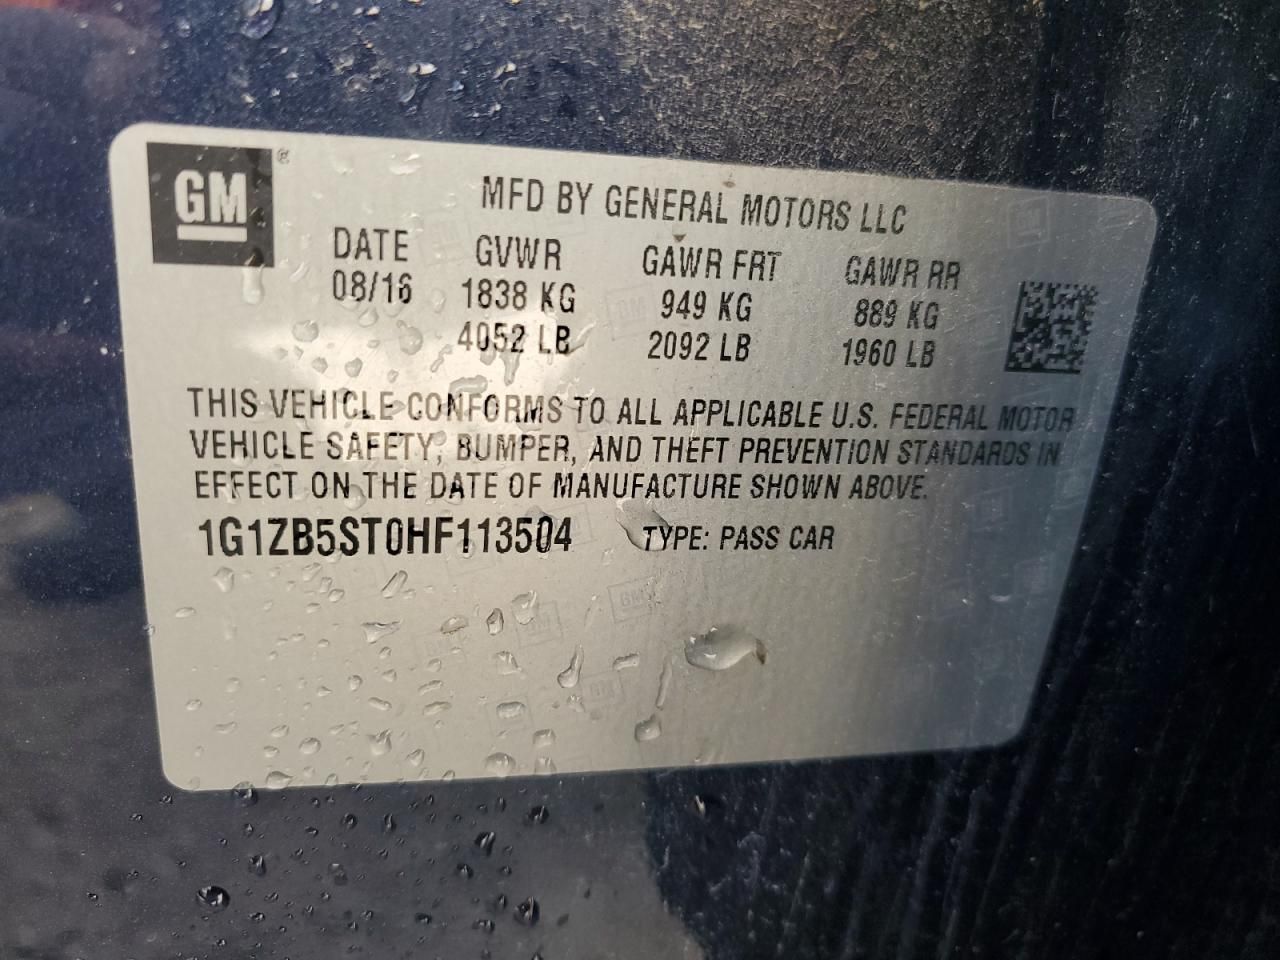 GM ®
MFD BY GENERAL MOTORS LLC
DATE GVWR GAWR FRT GAWR RR
08/16 1838 KG 949 KG 889 KG
4052 LB 2092 LB 1960 LB
THIS VEHICLE CONFORMS TO ALL APPLICABLE U.S. FEDERAL MOTOR
VEHICLE SAFETY, BUMPER, AND THEFT PREVENTION STANDARDS IN
EFFECT ON THE DATE OF MANUFACTURE SHOWN ABOVE.
1G1ZB5ST0HF113504 TYPE: PASS CAR